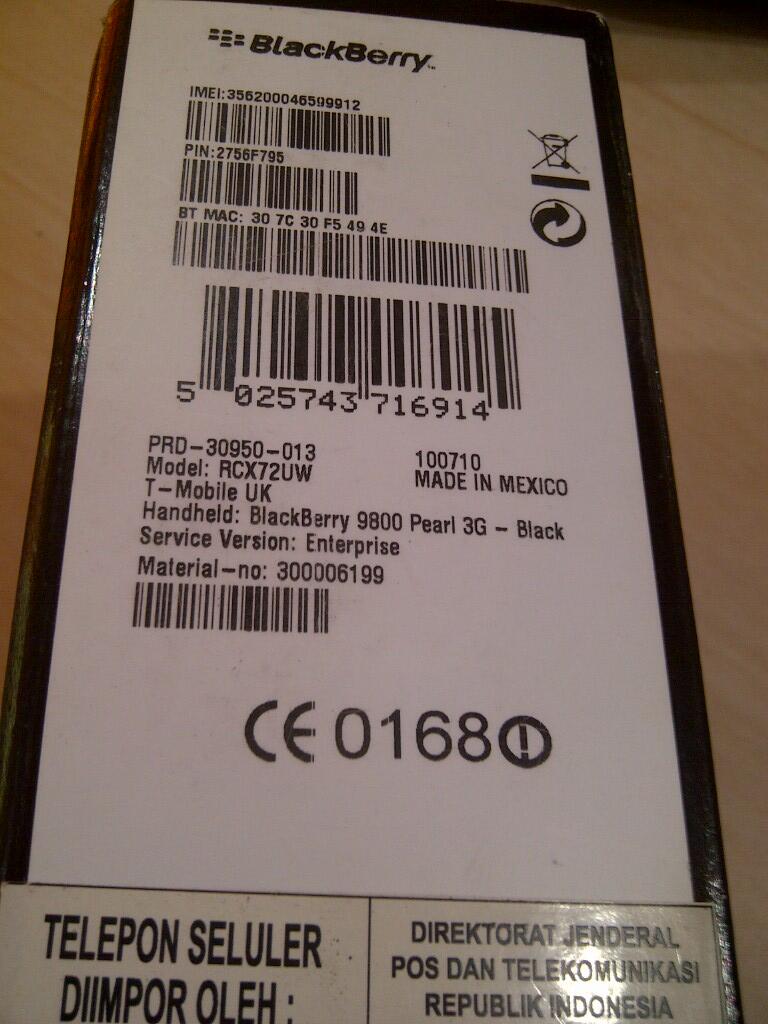 BlackBerry
IMEI:356200046599912
PIN:2756F795
BT MAC: 30 7C 30 F5 49 4E
5 025743 716914
PRD-30950-013 100710
Model: RCX72UW MADE IN MEXICO
T-Mobile UK
Handheld: BlackBerry 9800 Pearl 3G - Black
Service Version: Enterprise
Material-no: 300006199
CE 0168
TELEPON SELULER
DIIMPOR OLEH :
DIREKTORAT JENDERAL
POS DAN TELEKOMUNIKASI
REPUBLIK INDONESIA